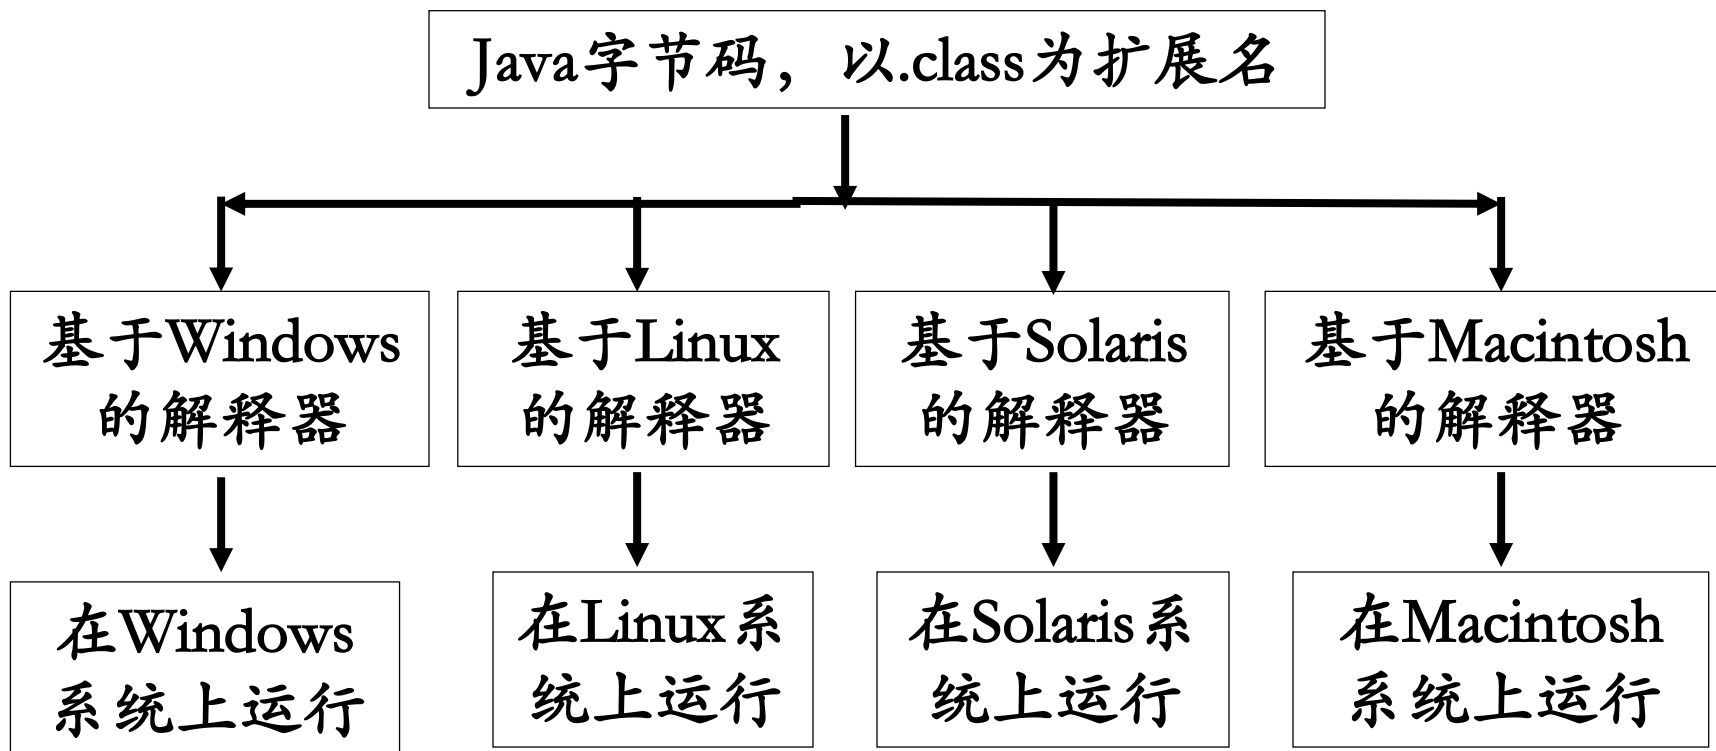 Java字节码，以.class为扩展名
基于Windows
的解释器
基于Linux
的解释器
基于Solaris
的解释器
基于Macintosh
的解释器
在Windows
系统上运行
在Linux系
统上运行
在Solaris系
统上运行
在Macintosh
系统上运行